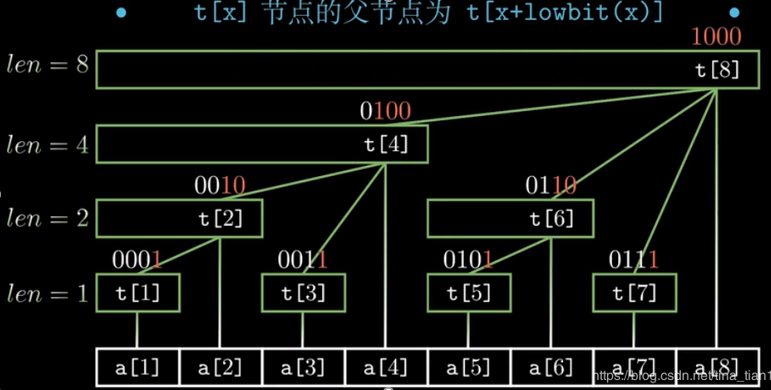 • t[x] 节点的父节点为 t[x+lowbit(x)] •
1000
len = 8 t[8]
0100
len = 4 t[4]
0010 0110
len = 2 t[2] t[6]
0001 0011 0101 0111
len = 1 t[1] t[3] t[5] t[7]
a[1] a[2] a[3] a[4] a[5] a[6] a[7] a[8]
https://blog.csdn.net/tina_tian1